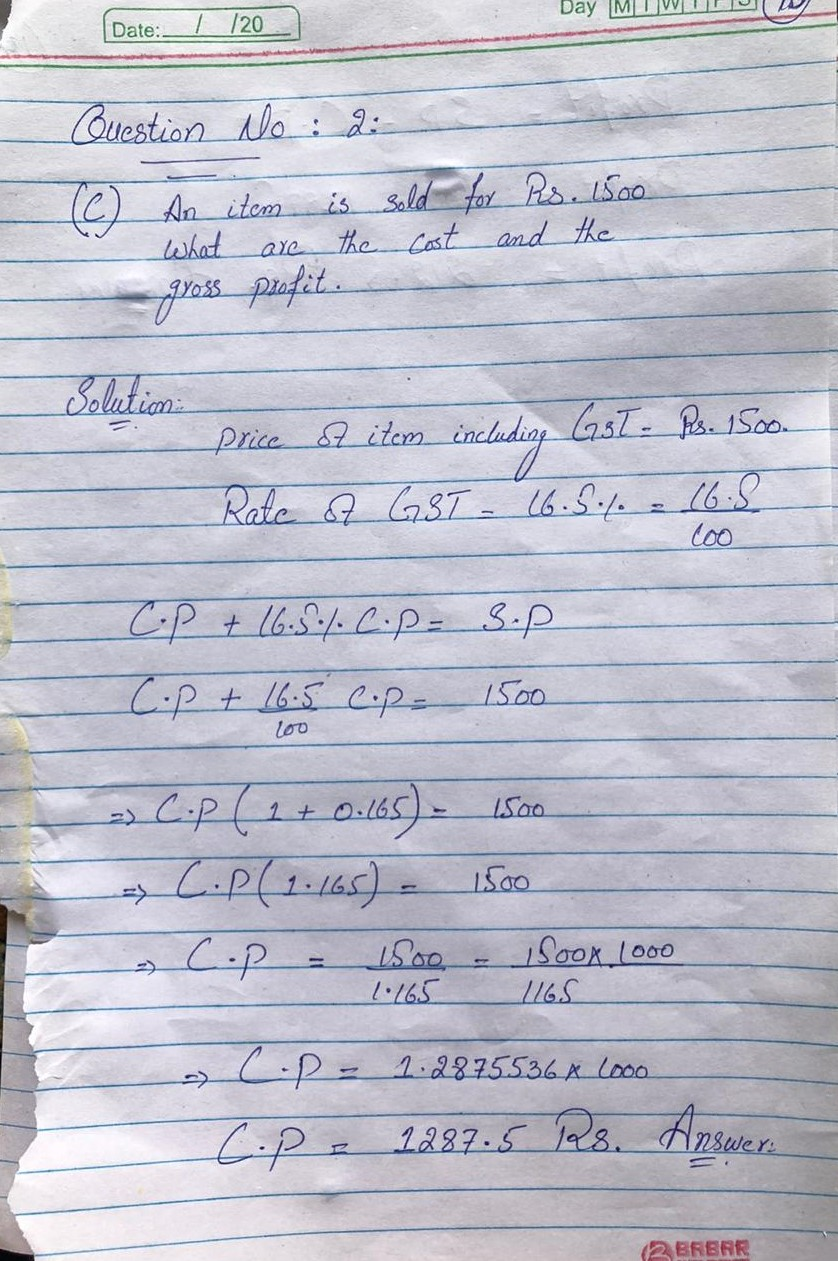 Date: / /20
Day M T W T F S
Question No : 2:-
(C) An item is sold for Rs. 1500
what are the cost and the
gross profit.
Solution:
price of item including GST = Rs. 1500.
Rate of GST = 16.5% = 16.5/100
C.P + 16.5% C.P = S.P
C.P + 16.5/100 C.P = 1500
=> C.P ( 1 + 0.165) = 1500
=> C.P (1.165) = 1500
=> C.P = 1500/1.165 = 1500 x 1000/1165
=> C.P = 1.2875536 x 1000
C.P = 1287.5 Rs. Answer:
BABAR